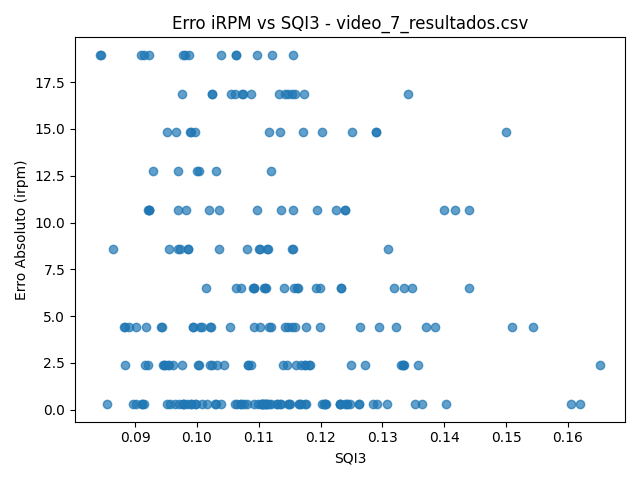 Erro iRPM vs SQI3 - video_7_resultados.csv
Erro Absoluto (irpm)
17.5
15.0
12.5
10.0
7.5
5.0
2.5
0.0
0.09 0.10 0.11 0.12 0.13 0.14 0.15 0.16
SQI3